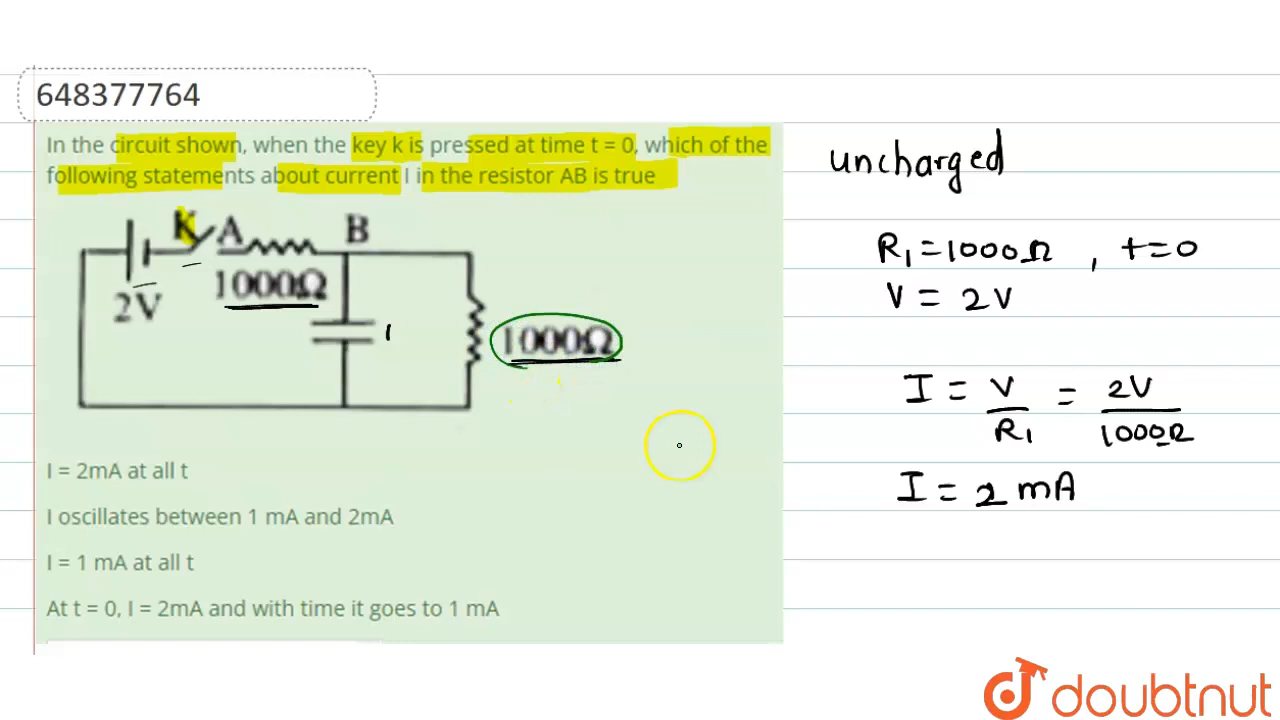 648377764
In the circuit shown, when the key k is pressed at time t = 0, which of the
following statements about current I in the resistor AB is true
K A B
1000Ω
2V
1
1000Ω
I = 2mA at all t
I oscillates between 1 mA and 2mA
I = 1 mA at all t
At t = 0, I = 2mA and with time it goes to 1 mA
uncharged
R₁ = 1000Ω , t=0
V = 2V
I = V/R₁ = 2V/1000Ω
I = 2 mA
doubtnut